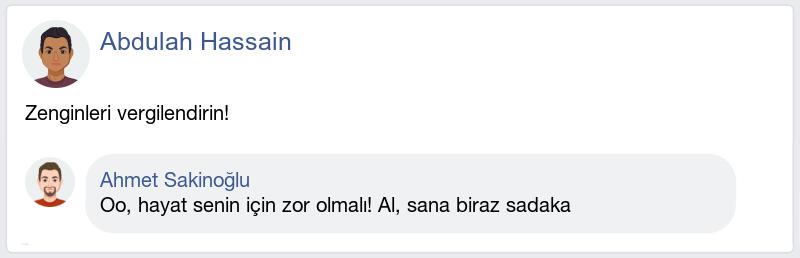 Abdulah Hassain
Zenginleri vergilendirin!
Ahmet Sakinoğlu
Oo, hayat senin için zor olmalı! Al, sana biraz sadaka